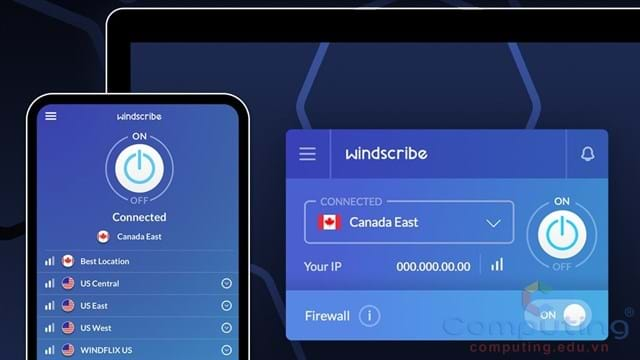 windscribe
ON
OFF
Connected
Canada East
Best Location
US Central
US East
US West
WINDFLIX US
windscribe
CONNECTED
Canada East
ON
OFF
Your IP
000.000.00.00
Firewall
i
ON
Computing®
computing.edu.vn